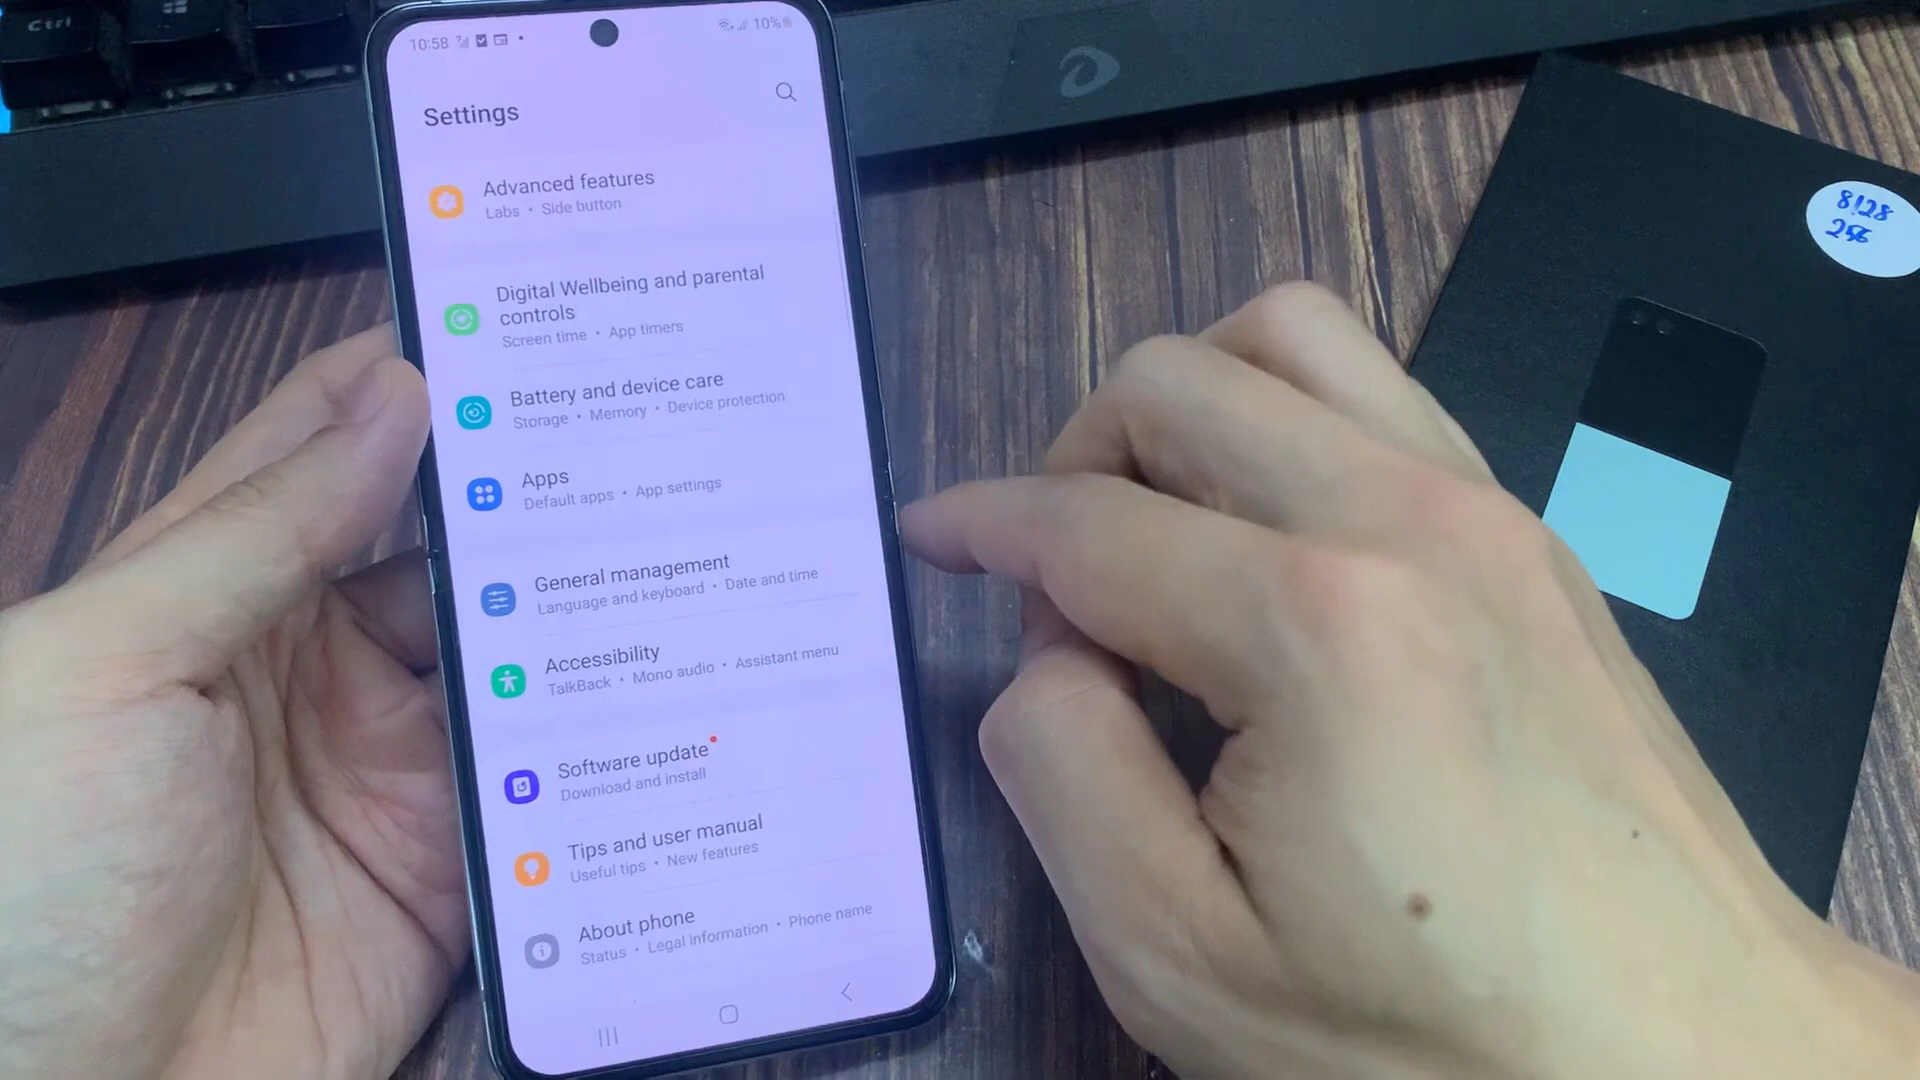 Ctrl
10:58
10%
Settings
Advanced features
Labs • Side button
Digital Wellbeing and parental
controls
Screen time • App timers
Battery and device care
Storage • Memory • Device protection
Apps
Default apps • App settings
General management
Language and keyboard • Date and time
Accessibility
TalkBack • Mono audio • Assistant menu
Software update
Download and install
Tips and user manual
Useful tips • New features
About phone
Status • Legal information • Phone name
8128
256